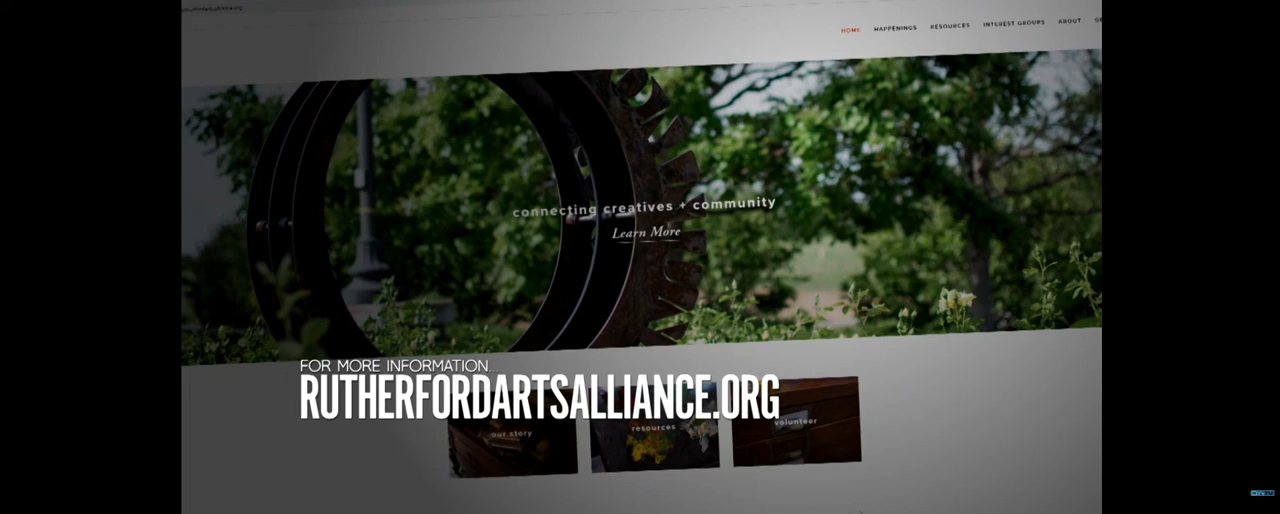 HOME HAPPENINGS RESOURCES INTEREST GROUPS ABOUT
connecting creatives + community
Learn More
FOR MORE INFORMATION...
RUTHERFORDARTSALLIANCE.ORG
our story resources volunteer